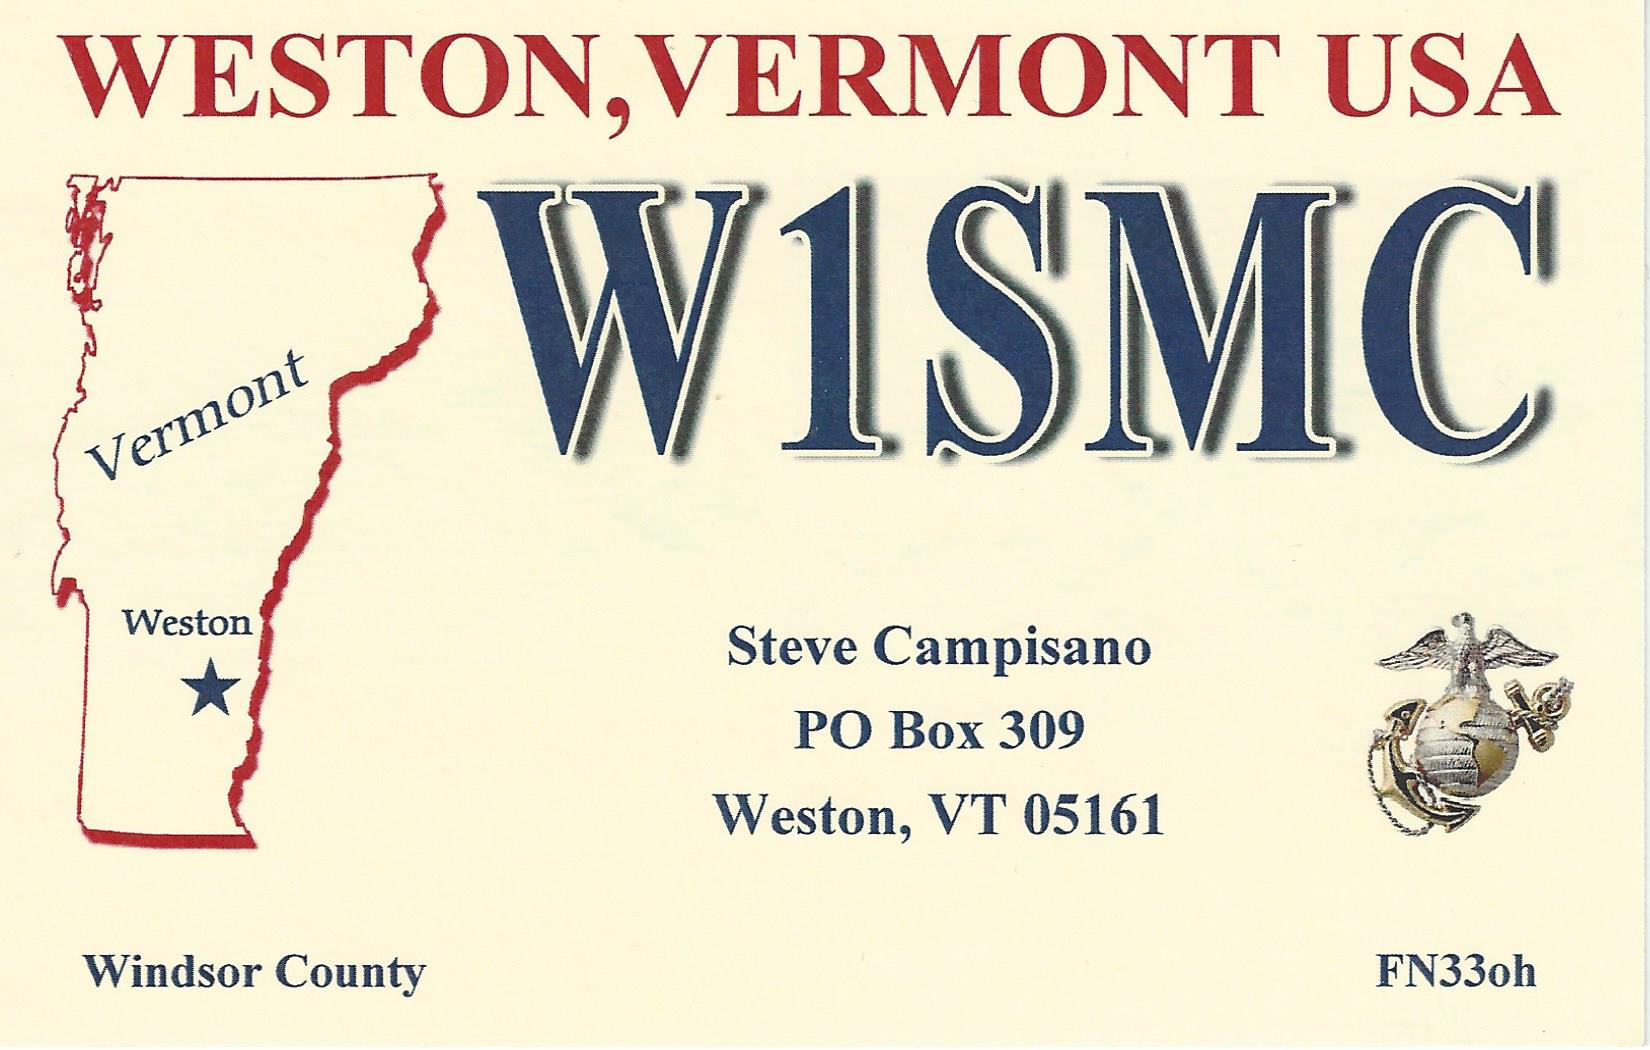 WESTON, VERMONT USA
W1SMC
Vermont
Weston
Steve Campisano
PO Box 309
Weston, VT 05161
Windsor County
FN33oh